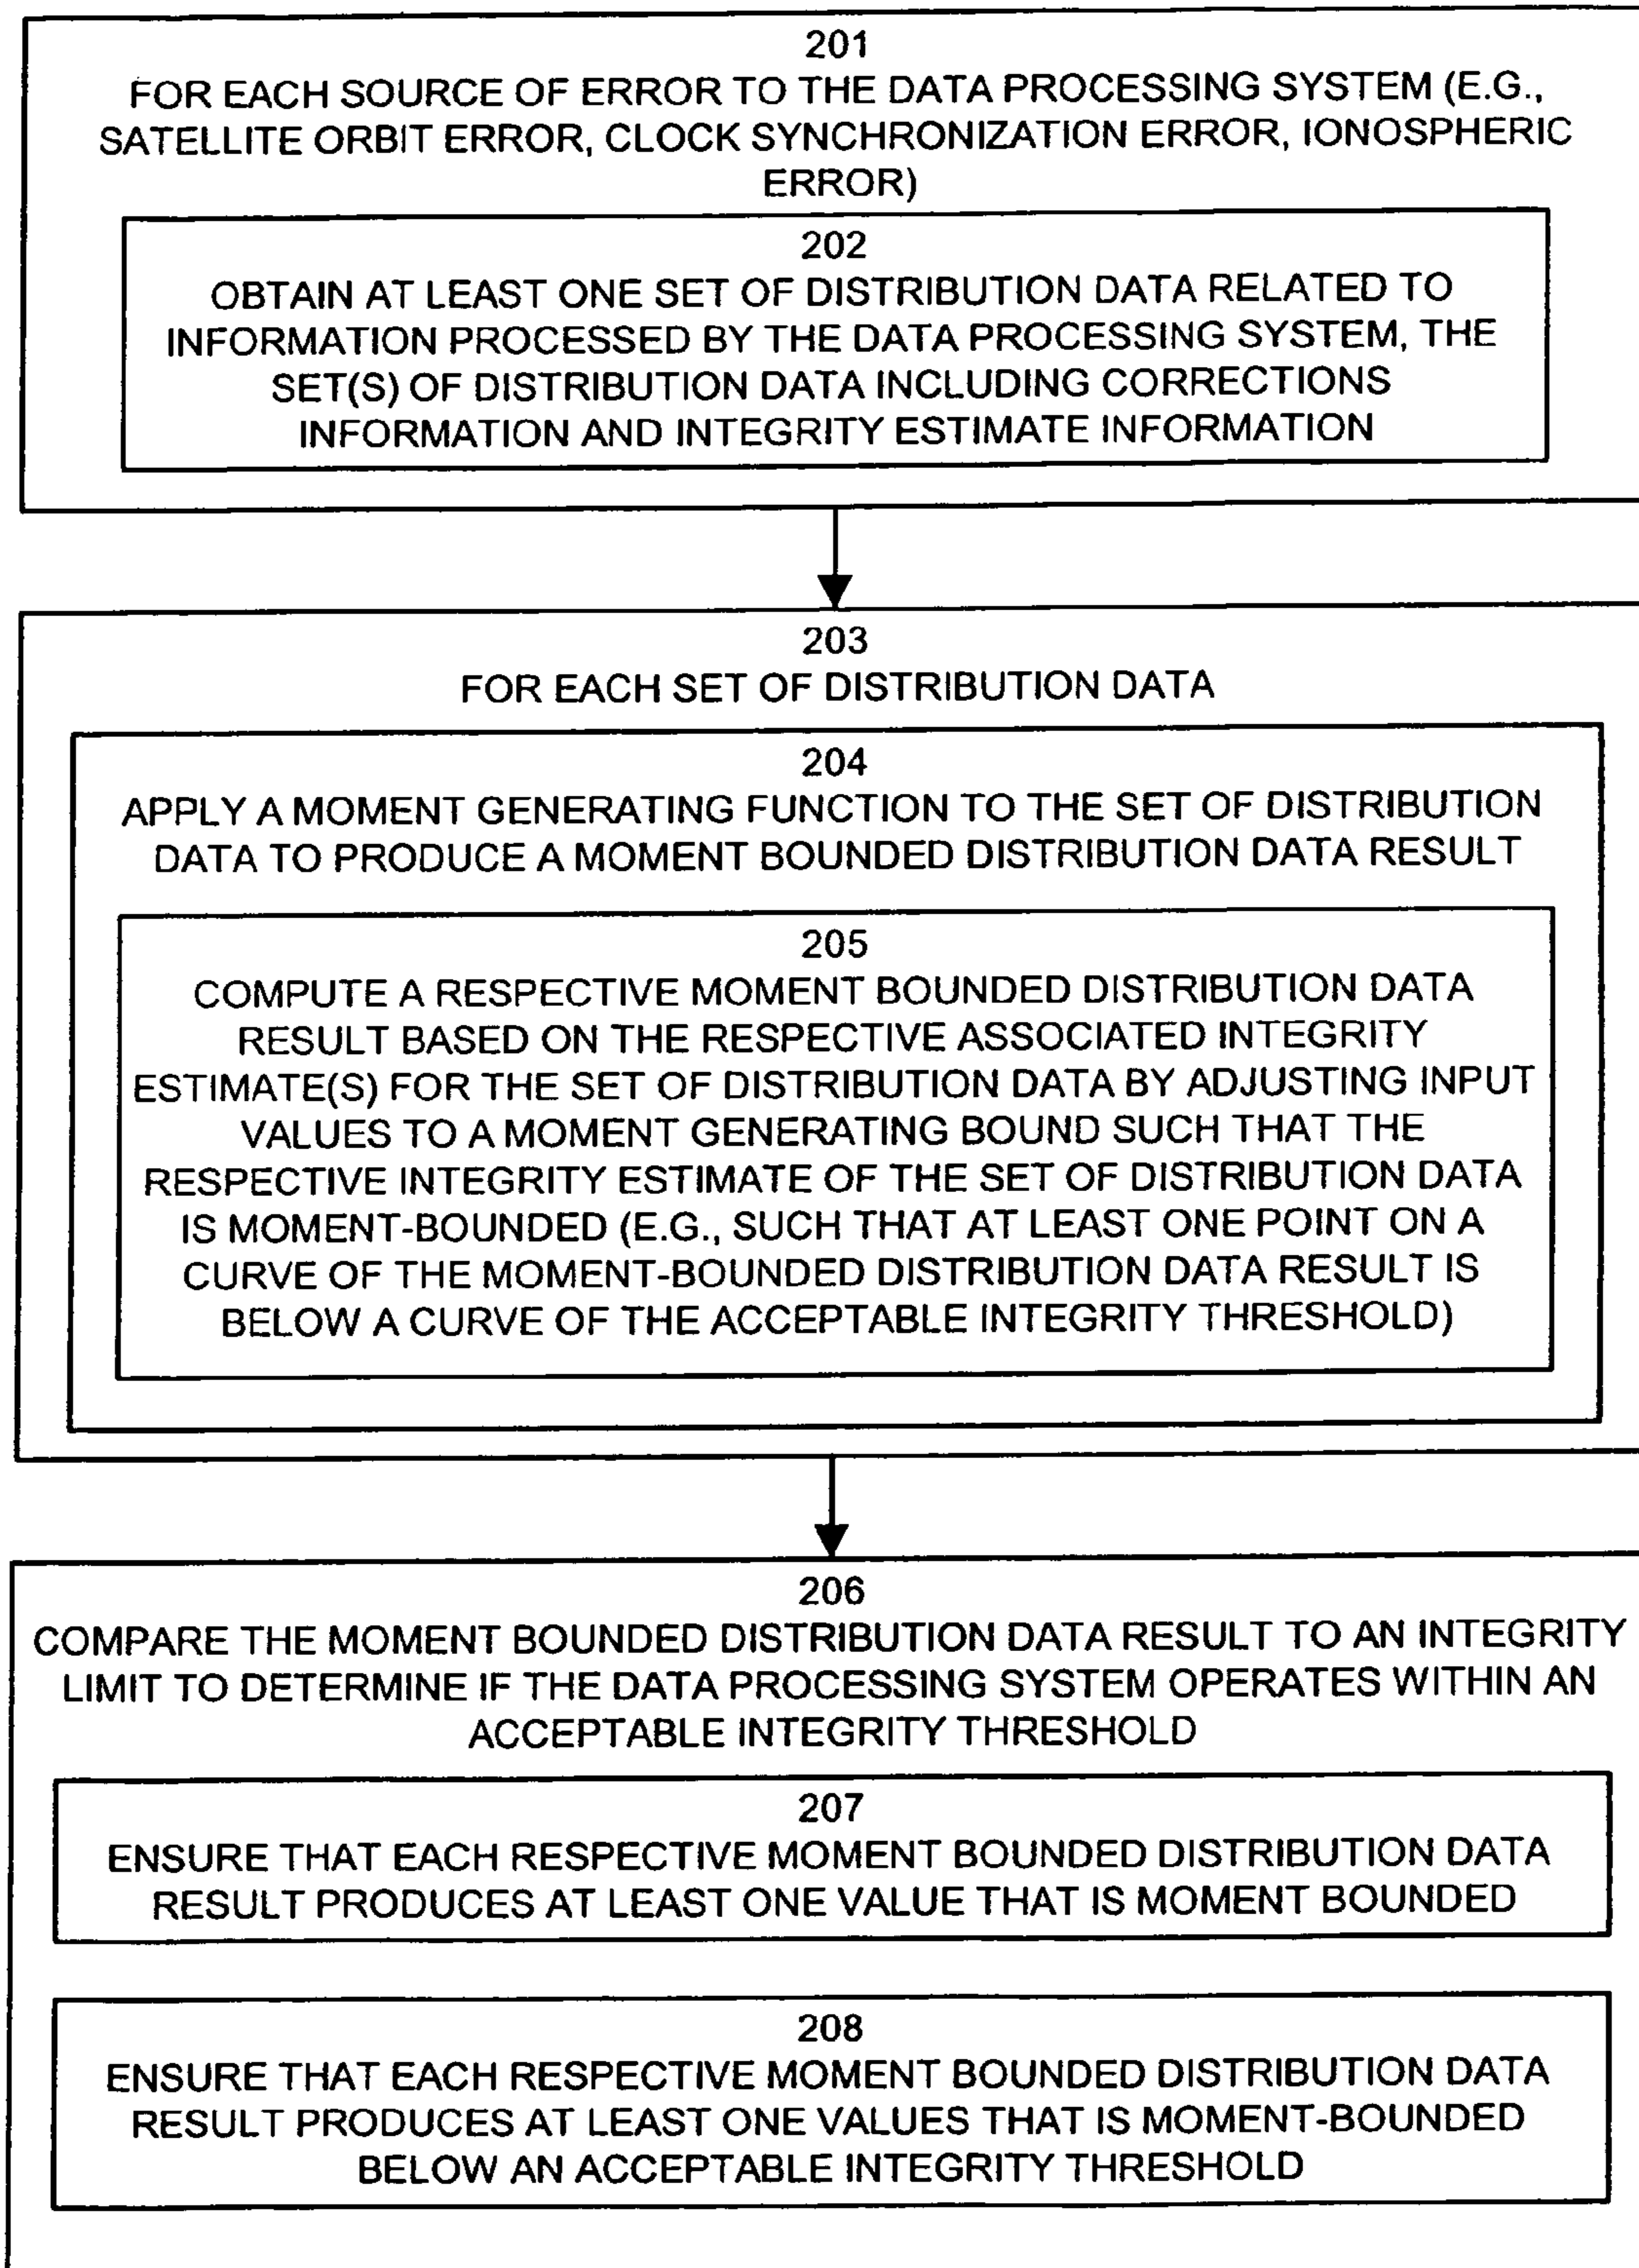 201
FOR EACH SOURCE OF ERROR TO THE DATA PROCESSING SYSTEM (E.G.,
SATELLITE ORBIT ERROR, CLOCK SYNCHRONIZATION ERROR, IONOSPHERIC
ERROR)
202
OBTAIN AT LEAST ONE SET OF DISTRIBUTION DATA RELATED TO
INFORMATION PROCESSED BY THE DATA PROCESSING SYSTEM, THE
SET(S) OF DISTRIBUTION DATA INCLUDING CORRECTIONS
INFORMATION AND INTEGRITY ESTIMATE INFORMATION
203
FOR EACH SET OF DISTRIBUTION DATA
204
APPLY A MOMENT GENERATING FUNCTION TO THE SET OF DISTRIBUTION
DATA TO PRODUCE A MOMENT BOUNDED DISTRIBUTION DATA RESULT
205
COMPUTE A RESPECTIVE MOMENT BOUNDED DISTRIBUTION DATA
RESULT BASED ON THE RESPECTIVE ASSOCIATED INTEGRITY
ESTIMATE(S) FOR THE SET OF DISTRIBUTION DATA BY ADJUSTING INPUT
VALUES TO A MOMENT GENERATING BOUND SUCH THAT THE
RESPECTIVE INTEGRITY ESTIMATE OF THE SET OF DISTRIBUTION DATA
IS MOMENT-BOUNDED (E.G., SUCH THAT AT LEAST ONE POINT ON A
CURVE OF THE MOMENT-BOUNDED DISTRIBUTION DATA RESULT IS
BELOW A CURVE OF THE ACCEPTABLE INTEGRITY THRESHOLD)
206
COMPARE THE MOMENT BOUNDED DISTRIBUTION DATA RESULT TO AN INTEGRITY
LIMIT TO DETERMINE IF THE DATA PROCESSING SYSTEM OPERATES WITHIN AN
ACCEPTABLE INTEGRITY THRESHOLD
207
ENSURE THAT EACH RESPECTIVE MOMENT BOUNDED DISTRIBUTION DATA
RESULT PRODUCES AT LEAST ONE VALUE THAT IS MOMENT BOUNDED
208
ENSURE THAT EACH RESPECTIVE MOMENT BOUNDED DISTRIBUTION DATA
RESULT PRODUCES AT LEAST ONE VALUES THAT IS MOMENT-BOUNDED
BELOW AN ACCEPTABLE INTEGRITY THRESHOLD